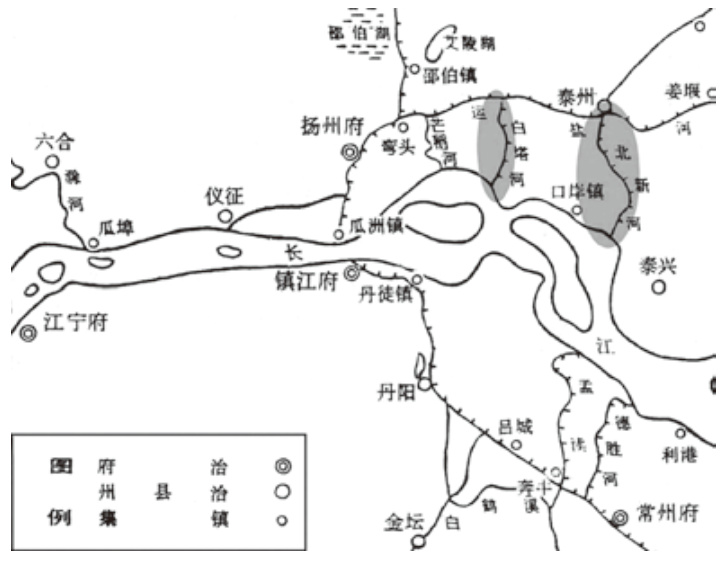 邵伯湖
艾陵湖
邵伯镇
泰州
姜堰
扬州府
湾头
芒稻河
运盐河
白塔河
北新河
口岸镇
六合
滁河
仪征
瓜埠
瓜洲镇
长江
泰兴
镇江府
丹徒镇
江宁府
丹阳
孟渎
吕城
德胜河
利港
奔牛
常州府
金坛
白鹤溪
图例
府治
州县治
集镇